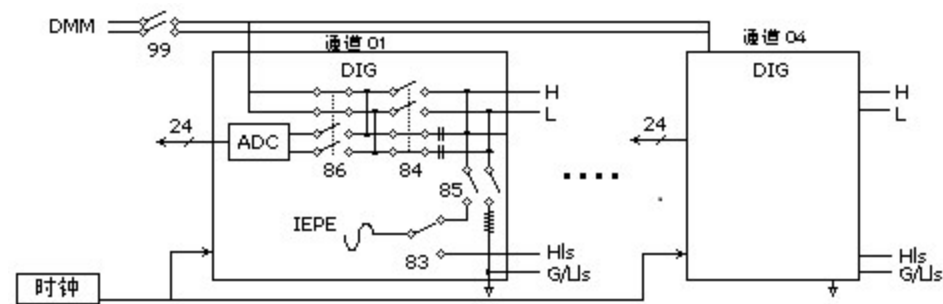 DMM
99
通道 01
通道 04
DIG
DIG
H
L
H
L
24
ADC
24
86
84
85
IEPE
83
HIs
G/LIs
HIs
G/LIs
时钟